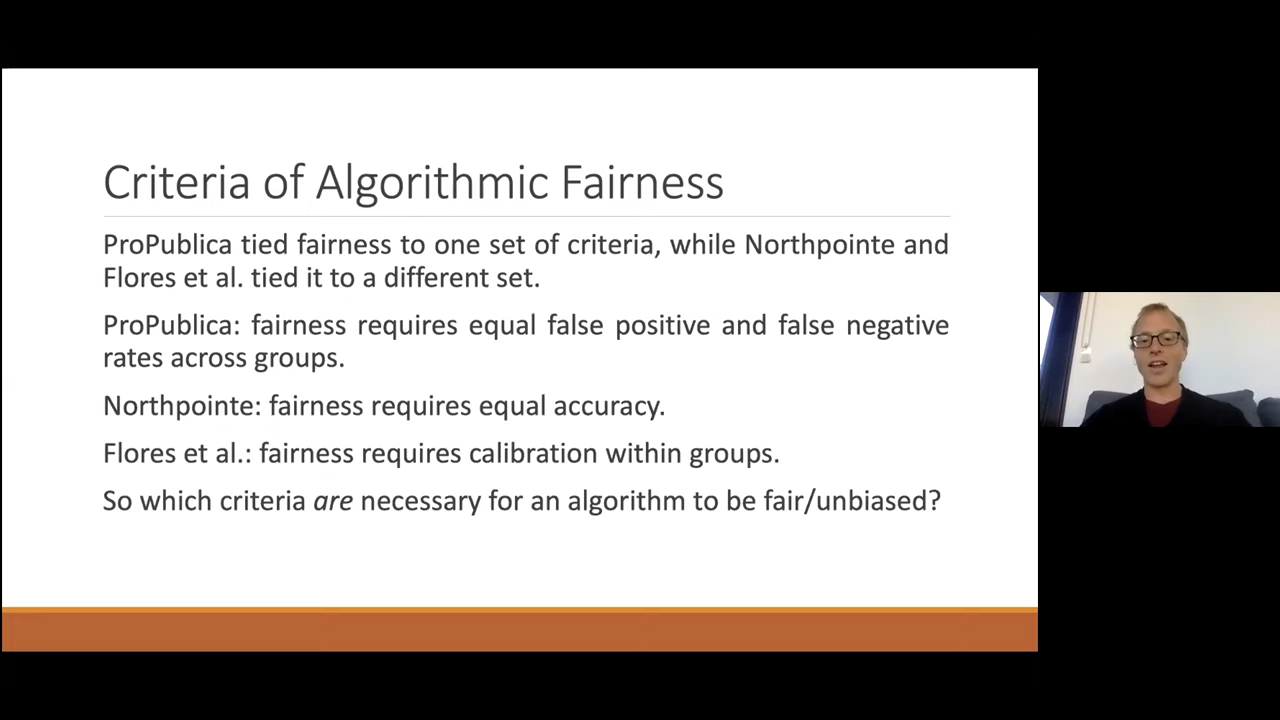 Criteria of Algorithmic Fairness
ProPublica tied fairness to one set of criteria, while Northpointe and
Flores et al. tied it to a different set.
ProPublica: fairness requires equal false positive and false negative
rates across groups.
Northpointe: fairness requires equal accuracy.
Flores et al.: fairness requires calibration within groups.
So which criteria are necessary for an algorithm to be fair/unbiased?